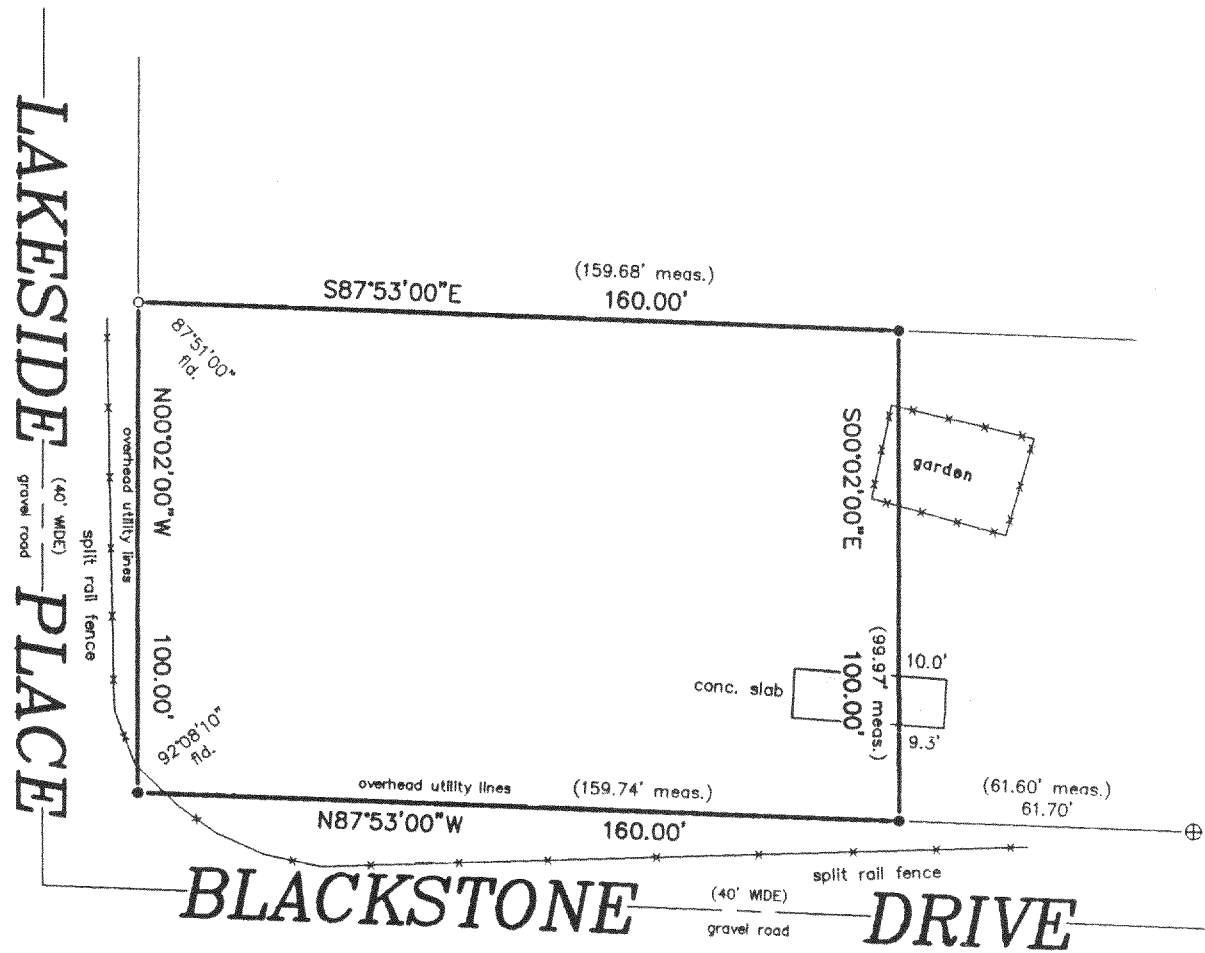 LAKESIDE PLACE
(40' WIDE)
gravel road
split rail fence
overhead utility lines
N00°02'00"W
100.00'
87°51'00"
fld.
92°08'10"
fld.
(159.68' meas.)
S87°53'00"E
160.00'
S00°02'00"E
garden
(99.97' meas.)
100.00'
10.0'
conc. slab
9.3'
overhead utility lines
(159.74' meas.)
N87°53'00"W
160.00'
(61.60' meas.)
61.70'
split rail fence
BLACKSTONE DRIVE
(40' WIDE)
gravel road